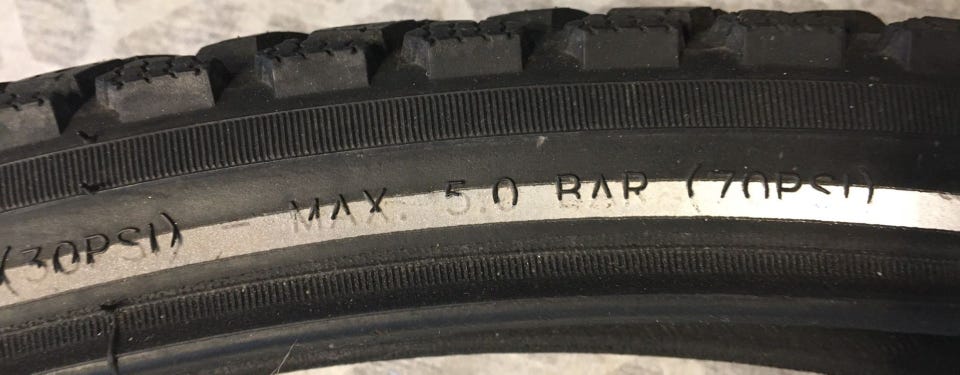 (30PSI) - MAX. 5.0 BAR (70PSI)